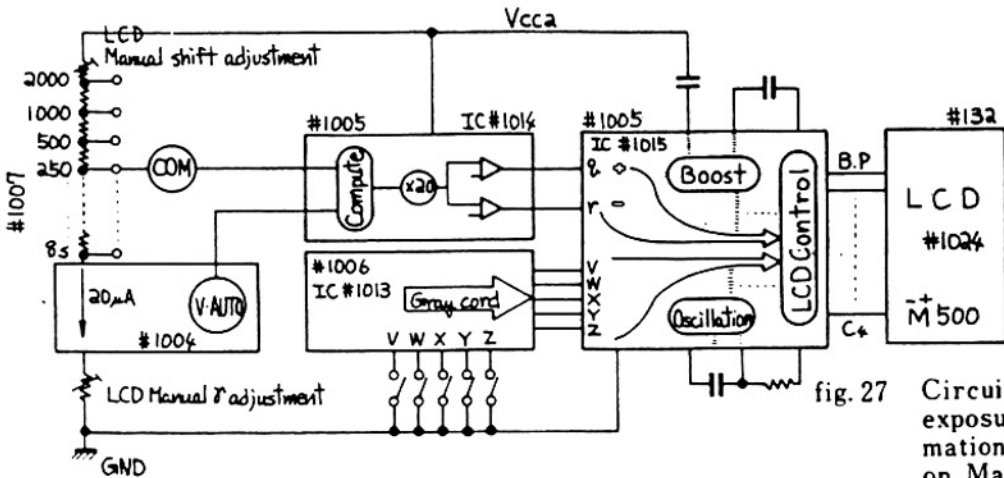 Vcc2
LCD
Manual shift adjustment
2000
1000
500
250
8s
#1007
COM
#1005
IC #1014
Compute
×20
#1005
IC #1015
q
r
V
W
X
Y
Z
Boost
Oscillation
LCD Control
#132
B.P
C4
LCD
#1024
M 500
20μA
V·AUTO
#1004
#1006
IC #1013
Gray cord
V W X Y Z
LCD Manual γ adjustment
GND
fig. 27
Circui
exposu
mation
on Ma